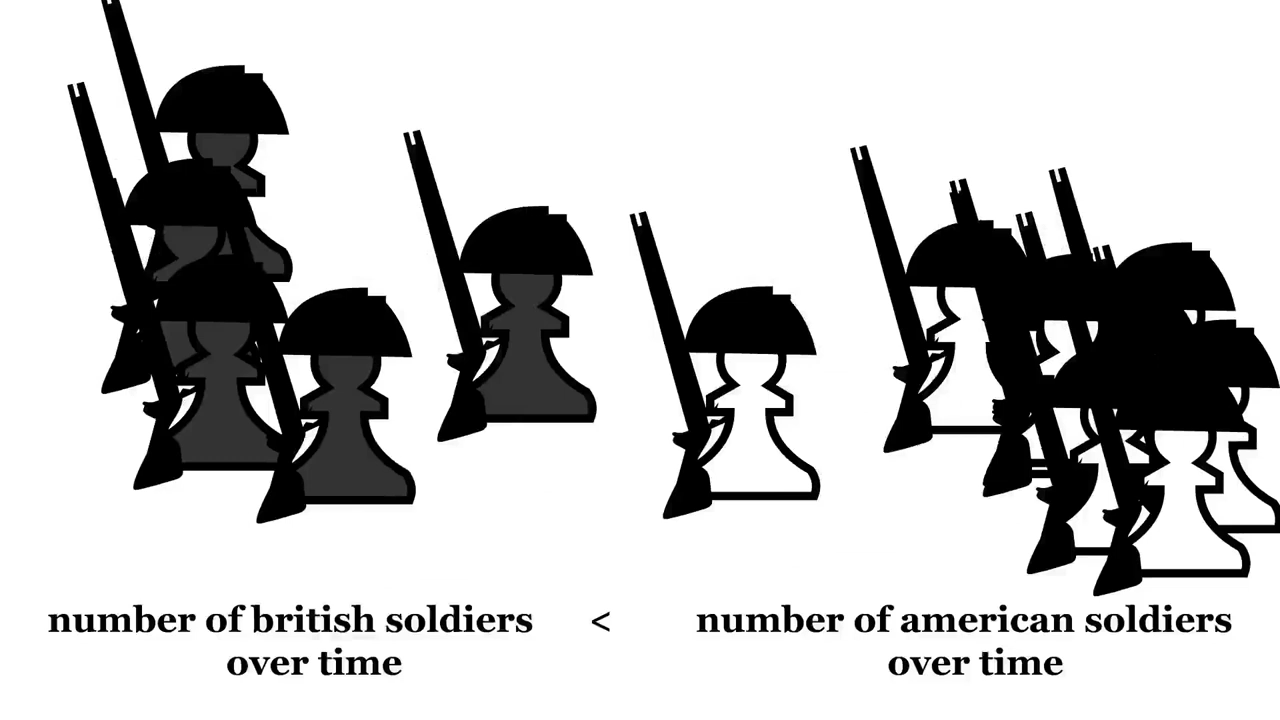 number of british soldiers < number of american soldiers
over time over time